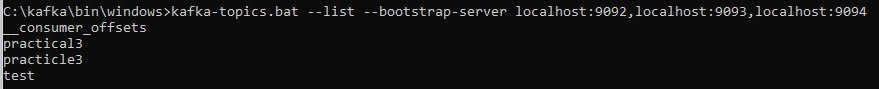 C:\kafka\bin\windows>kafka-topics.bat --list --bootstrap-server localhost:9092,localhost:9093,localhost:9094
__consumer_offsets
practical3
practicle3
test